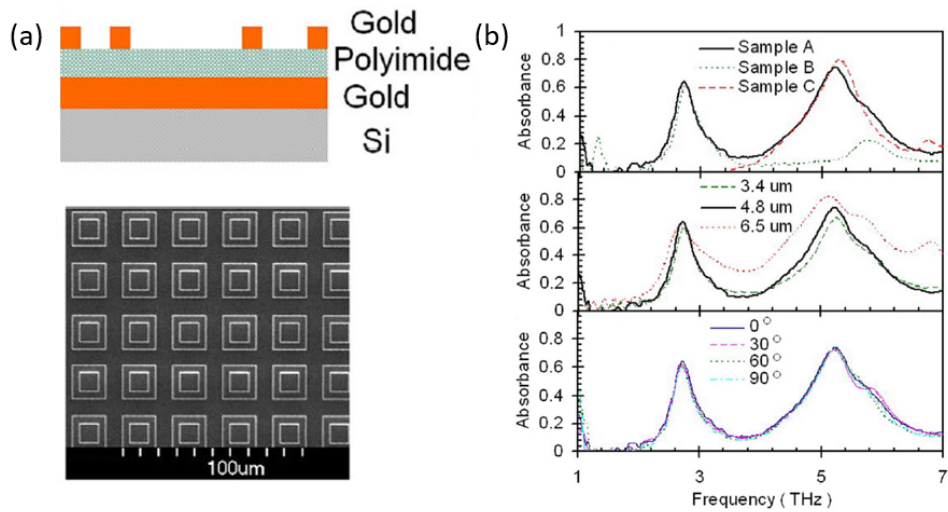 (a)
Gold
Polyimide
Gold
Si
100um
(b)
Absorbance
1
0.8
0.6
0.4
0.2
0
Sample A
Sample B
Sample C
Absorbance
1
0.8
0.6
0.4
0.2
0
3.4 um
4.8 um
6.5 um
Absorbance
1
0.8
0.6
0.4
0.2
0
0°
30°
60°
90°
1 3 5 7
Frequency ( THz )